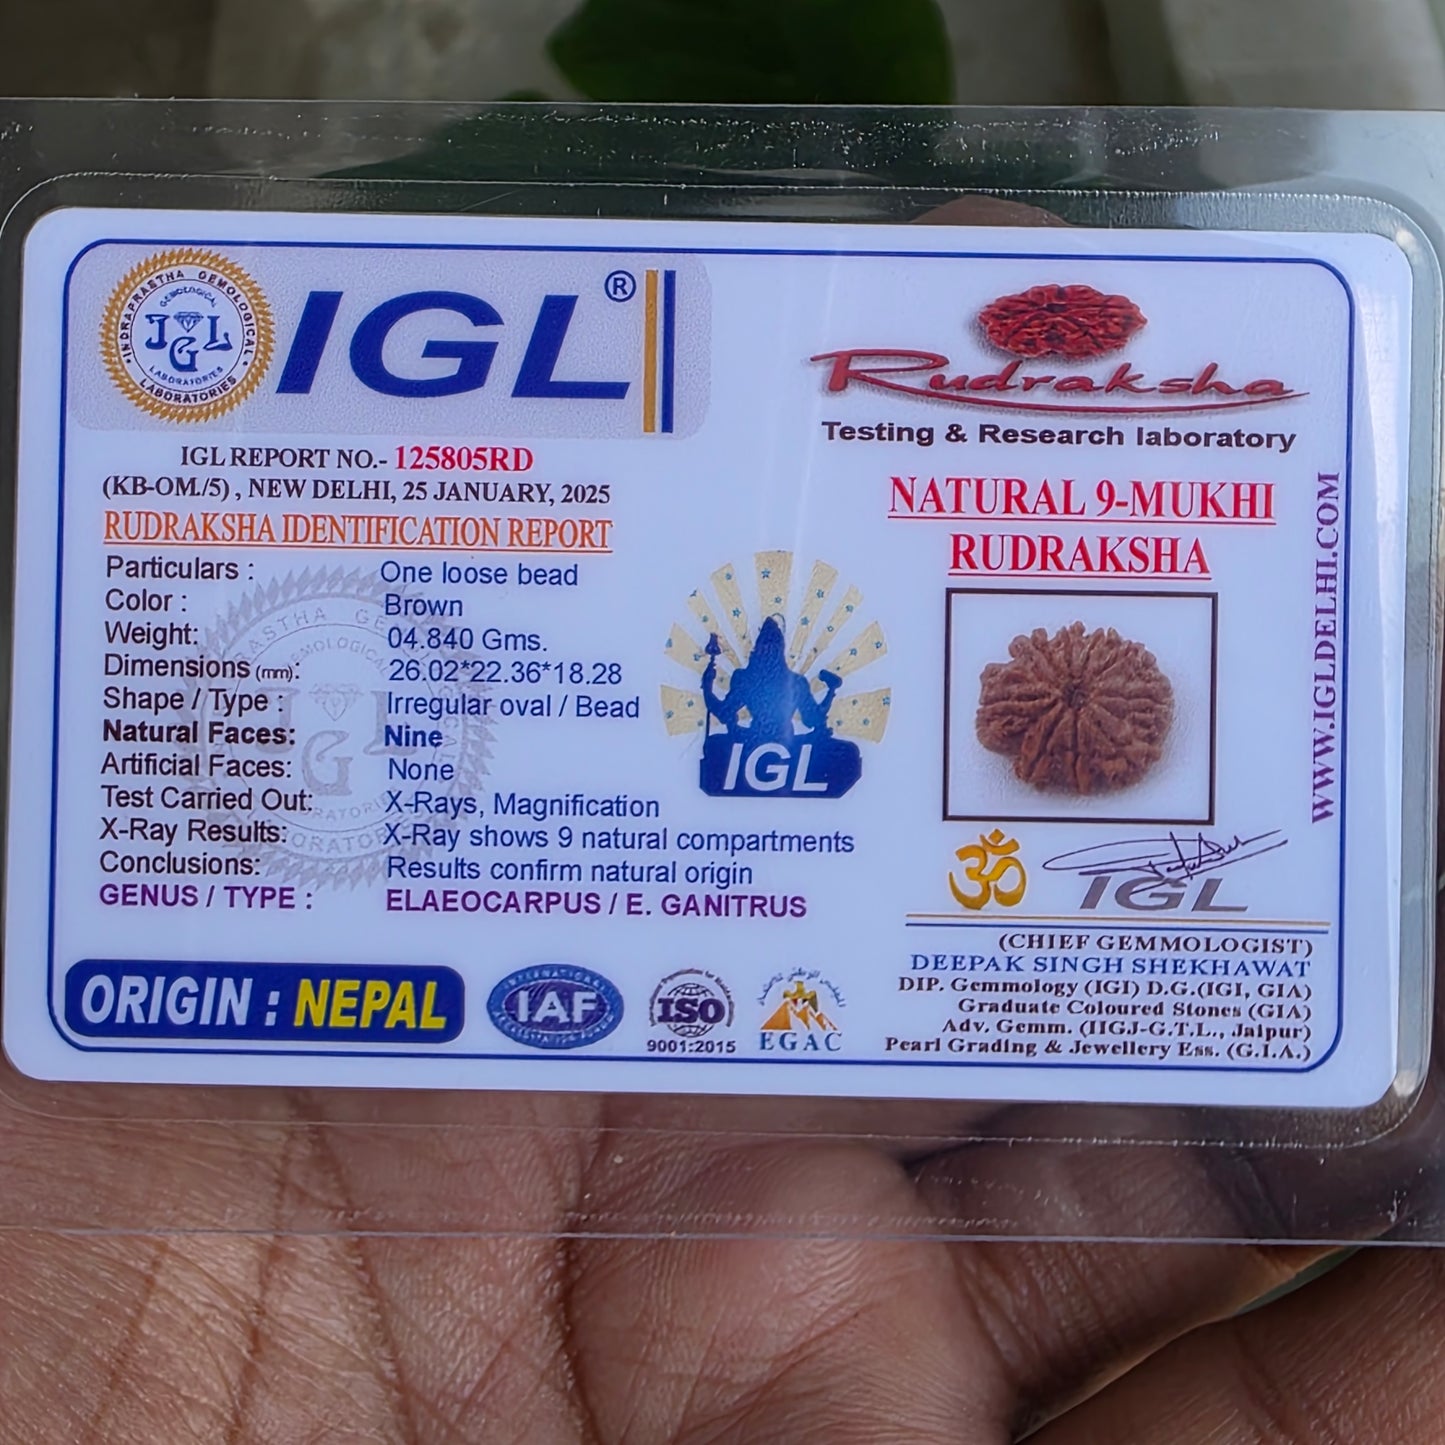 INDRAPRASTHA GEMOLOGICAL
LABORATORIES
GEMOLOGICAL
IGL
LABORATORIES
IGL®
Rudraksha
Testing & Research laboratory
IGL REPORT NO.- 125805RD
(KB-OM./5) , NEW DELHI, 25 JANUARY, 2025
RUDRAKSHA IDENTIFICATION REPORT
Particulars : One loose bead
Color : Brown
Weight: 04.840 Gms.
Dimensions (mm): 26.02*22.36*18.28
Shape / Type : Irregular oval / Bead
Natural Faces: Nine
Artificial Faces: None
Test Carried Out: X-Rays, Magnification
X-Ray Results: X-Ray shows 9 natural compartments
Conclusions: Results confirm natural origin
GENUS / TYPE : ELAEOCARPUS / E. GANITRUS
ORIGIN : NEPAL
IAF
ISO
9001:2015
EGAC
IGL
NATURAL 9-MUKHI
RUDRAKSHA
WWW.IGLDELHI.COM
ॐ
IGL
(CHIEF GEMMOLOGIST)
DEEPAK SINGH SHEKHAWAT
DIP. Gemmology (IGI) D.G.(IGI, GIA)
Graduate Coloured Stones (GIA)
Adv. Gemm. (IIGJ-G.T.L., Jaipur)
Pearl Grading & Jewellery Ess. (G.I.A.)